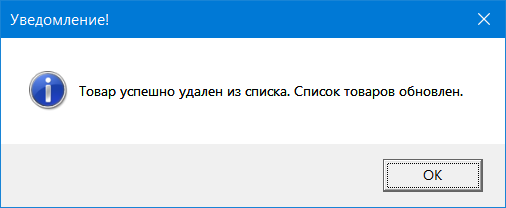 Уведомление!
Товар успешно удален из списка. Список товаров обновлен.
OK